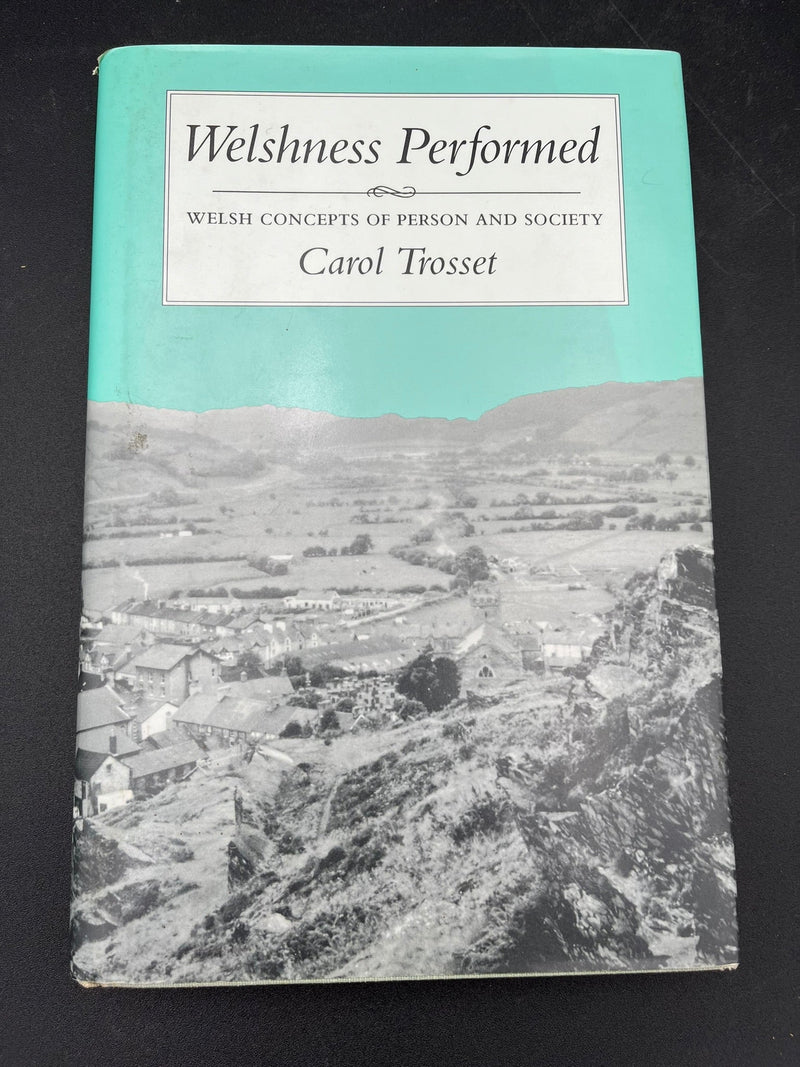 Welshness Performed
WELSH CONCEPTS OF PERSON AND SOCIETY
Carol Trosset